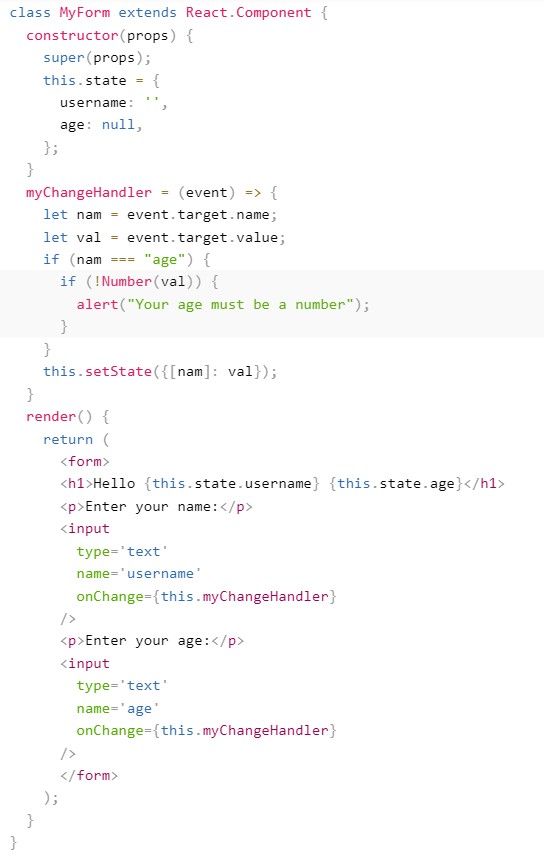 class MyForm extends React.Component {
  constructor(props) {
    super(props);
    this.state = {
      username: '',
      age: null,
    };
  }
  myChangeHandler = (event) => {
    let nam = event.target.name;
    let val = event.target.value;
    if (nam === "age") {
      if (!Number(val)) {
        alert("Your age must be a number");
      }
    }
    this.setState({[nam]: val});
  }
  render() {
    return (
      <form>
      <h1>Hello {this.state.username} {this.state.age}</h1>
      <p>Enter your name:</p>
      <input
        type='text'
        name='username'
        onChange={this.myChangeHandler}
      />
      <p>Enter your age:</p>
      <input
        type='text'
        name='age'
        onChange={this.myChangeHandler}
      />
      </form>
    );
  }
}